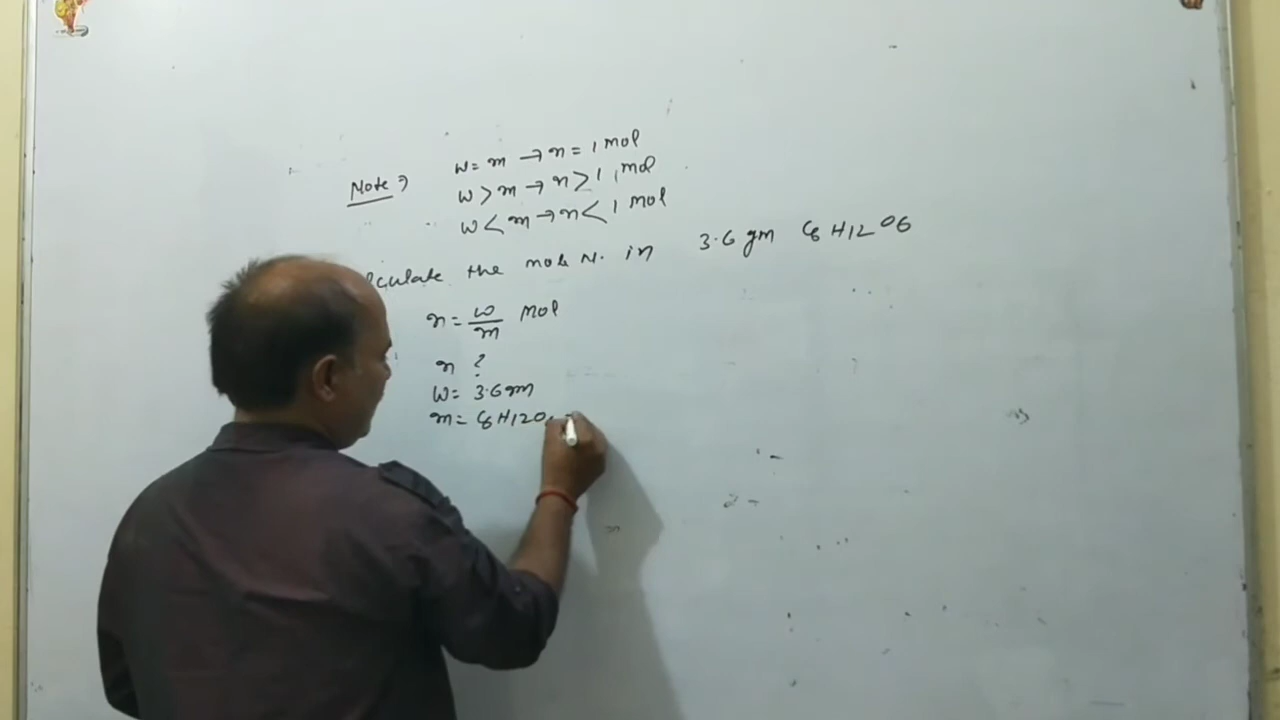 Note → w = m → n = 1 mol
w > m → n > 1 mol
w < m → n < 1 mol
lculate the mole N. in 3.6 gm C6H12O6
n = w/m Mol
n ?
w = 3.6 gm
m = C6H12O6